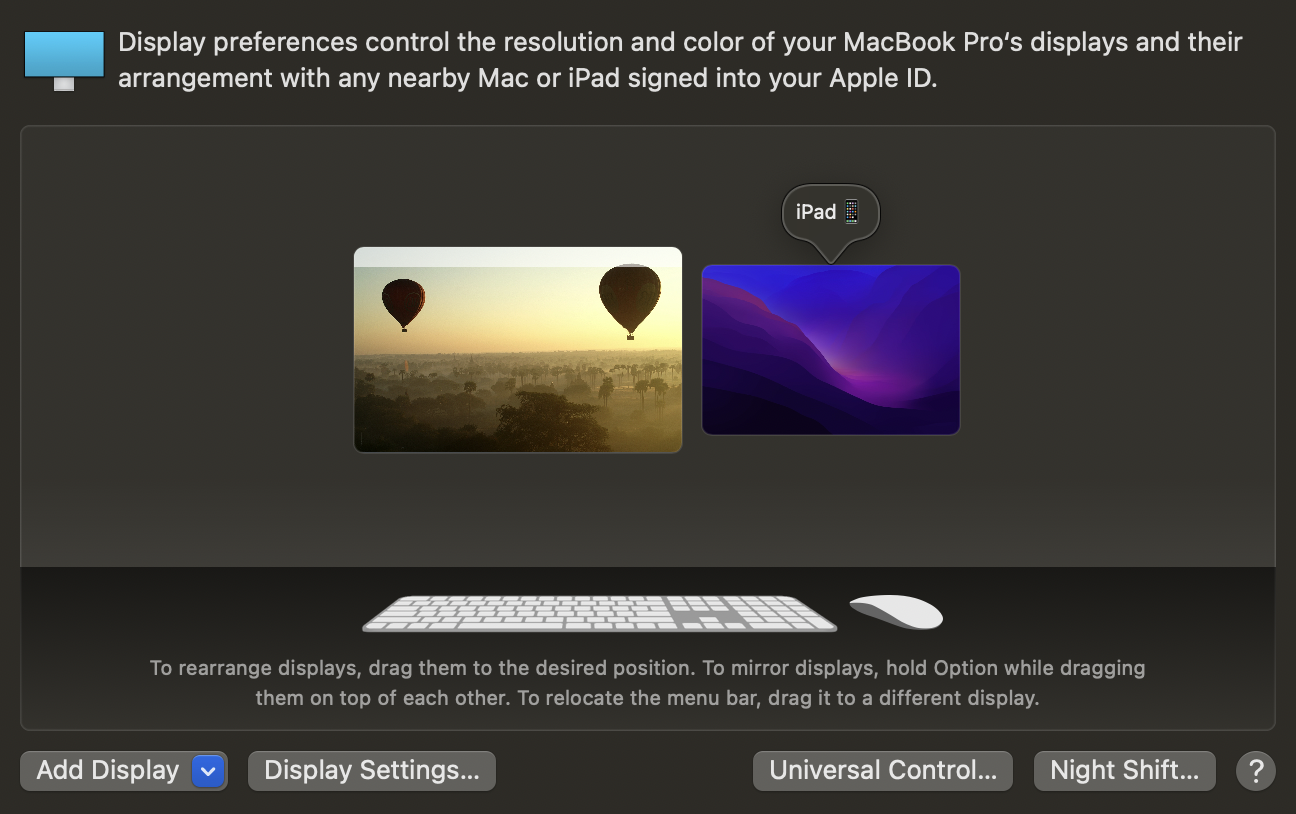 Display preferences control the resolution and color of your MacBook Pro‘s displays and their
arrangement with any nearby Mac or iPad signed into your Apple ID.
iPad 📱
To rearrange displays, drag them to the desired position. To mirror displays, hold Option while dragging
them on top of each other. To relocate the menu bar, drag it to a different display.
Add Display
Display Settings...
Universal Control...
Night Shift...
?